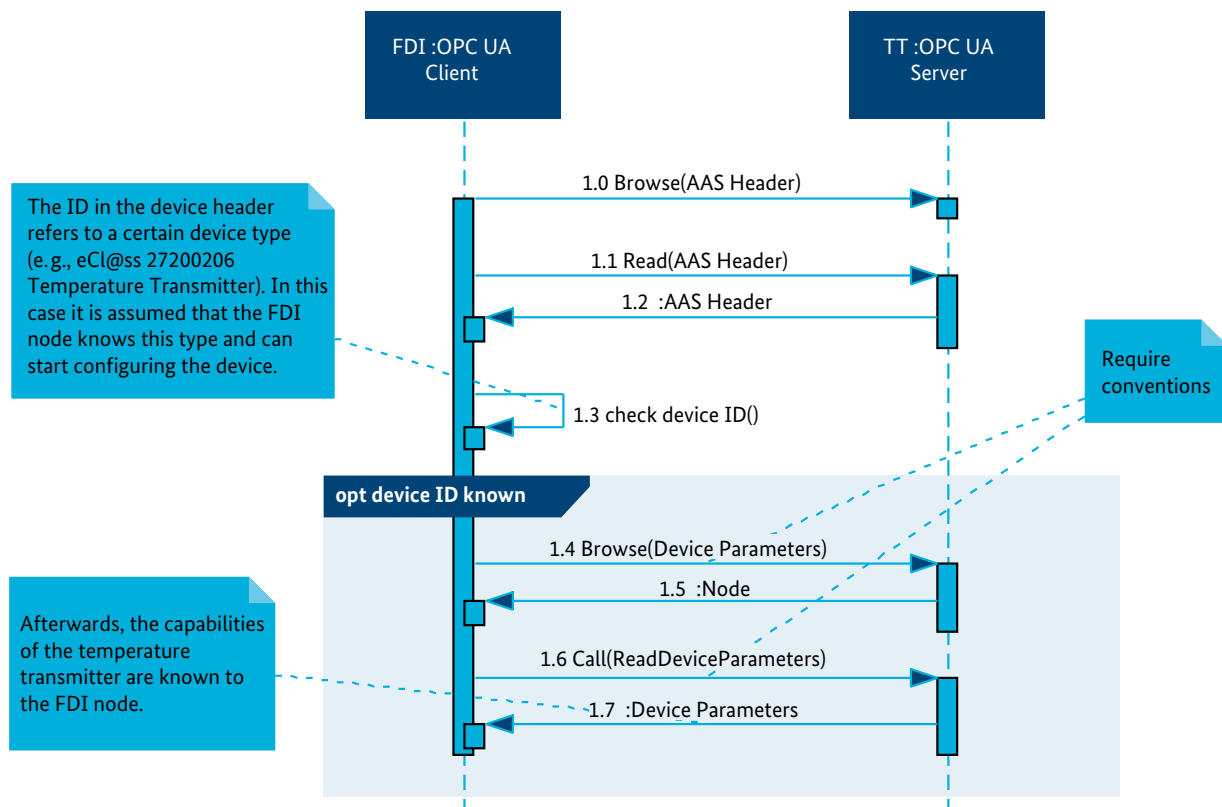 FDI :OPC UA
Client
TT :OPC UA
Server
1.0 Browse(AAS Header)
The ID in the device header
refers to a certain device type
(e. g., eCl@ss 27200206
Temperature Transmitter). In this
case it is assumed that the FDI
node knows this type and can
start configuring the device.
1.1 Read(AAS Header)
1.2 :AAS Header
Require
conventions
1.3 check device ID()
opt device ID known
1.4 Browse(Device Parameters)
1.5 :Node
Afterwards, the capabilities
of the temperature
transmitter are known to
the FDI node.
1.6 Call(ReadDeviceParameters)
1.7 :Device Parameters